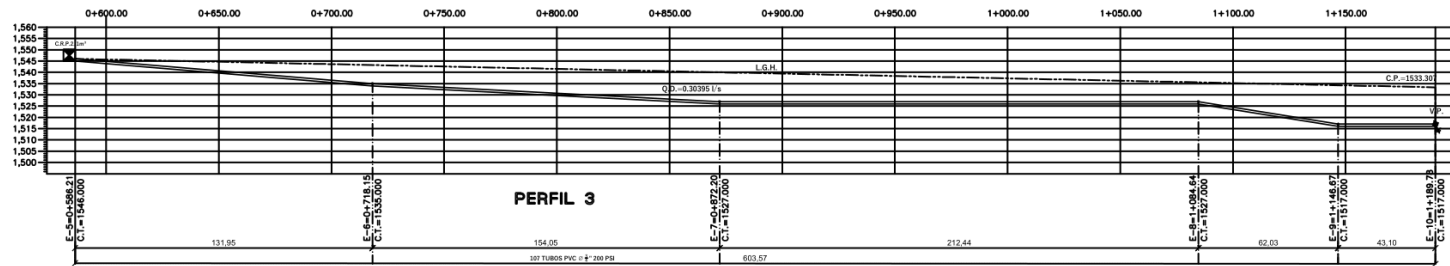 0+600.00 0+650.00 0+700.00 0+750.00 0+800.00 0+850.00 0+900.00 0+950.00 1+000.00 1+050.00 1+100.00 1+150.00
1,560
1,555
1,550
1,545
1,540
1,535
1,530
1,525
1,520
1,515
1,510
1,505
1,500
L.G.H.
C.P.=1533.307
Q.D.=0.30395 l/s
PERFIL 3
E-5=0+586.21
C.T.=1546.000
E-6=0+718.15
C.T.=1535.000
E-7=0+872.20
C.T.=1527.000
E-8=1+084.64
C.T.=1527.000
E-9=1+146.67
C.T.=1517.000
E-10=1+189.78
C.T.=1517.000
131,95 154,05 212,44 62,03 43,10
107 TUBOS PVC 200 PSI
603,57